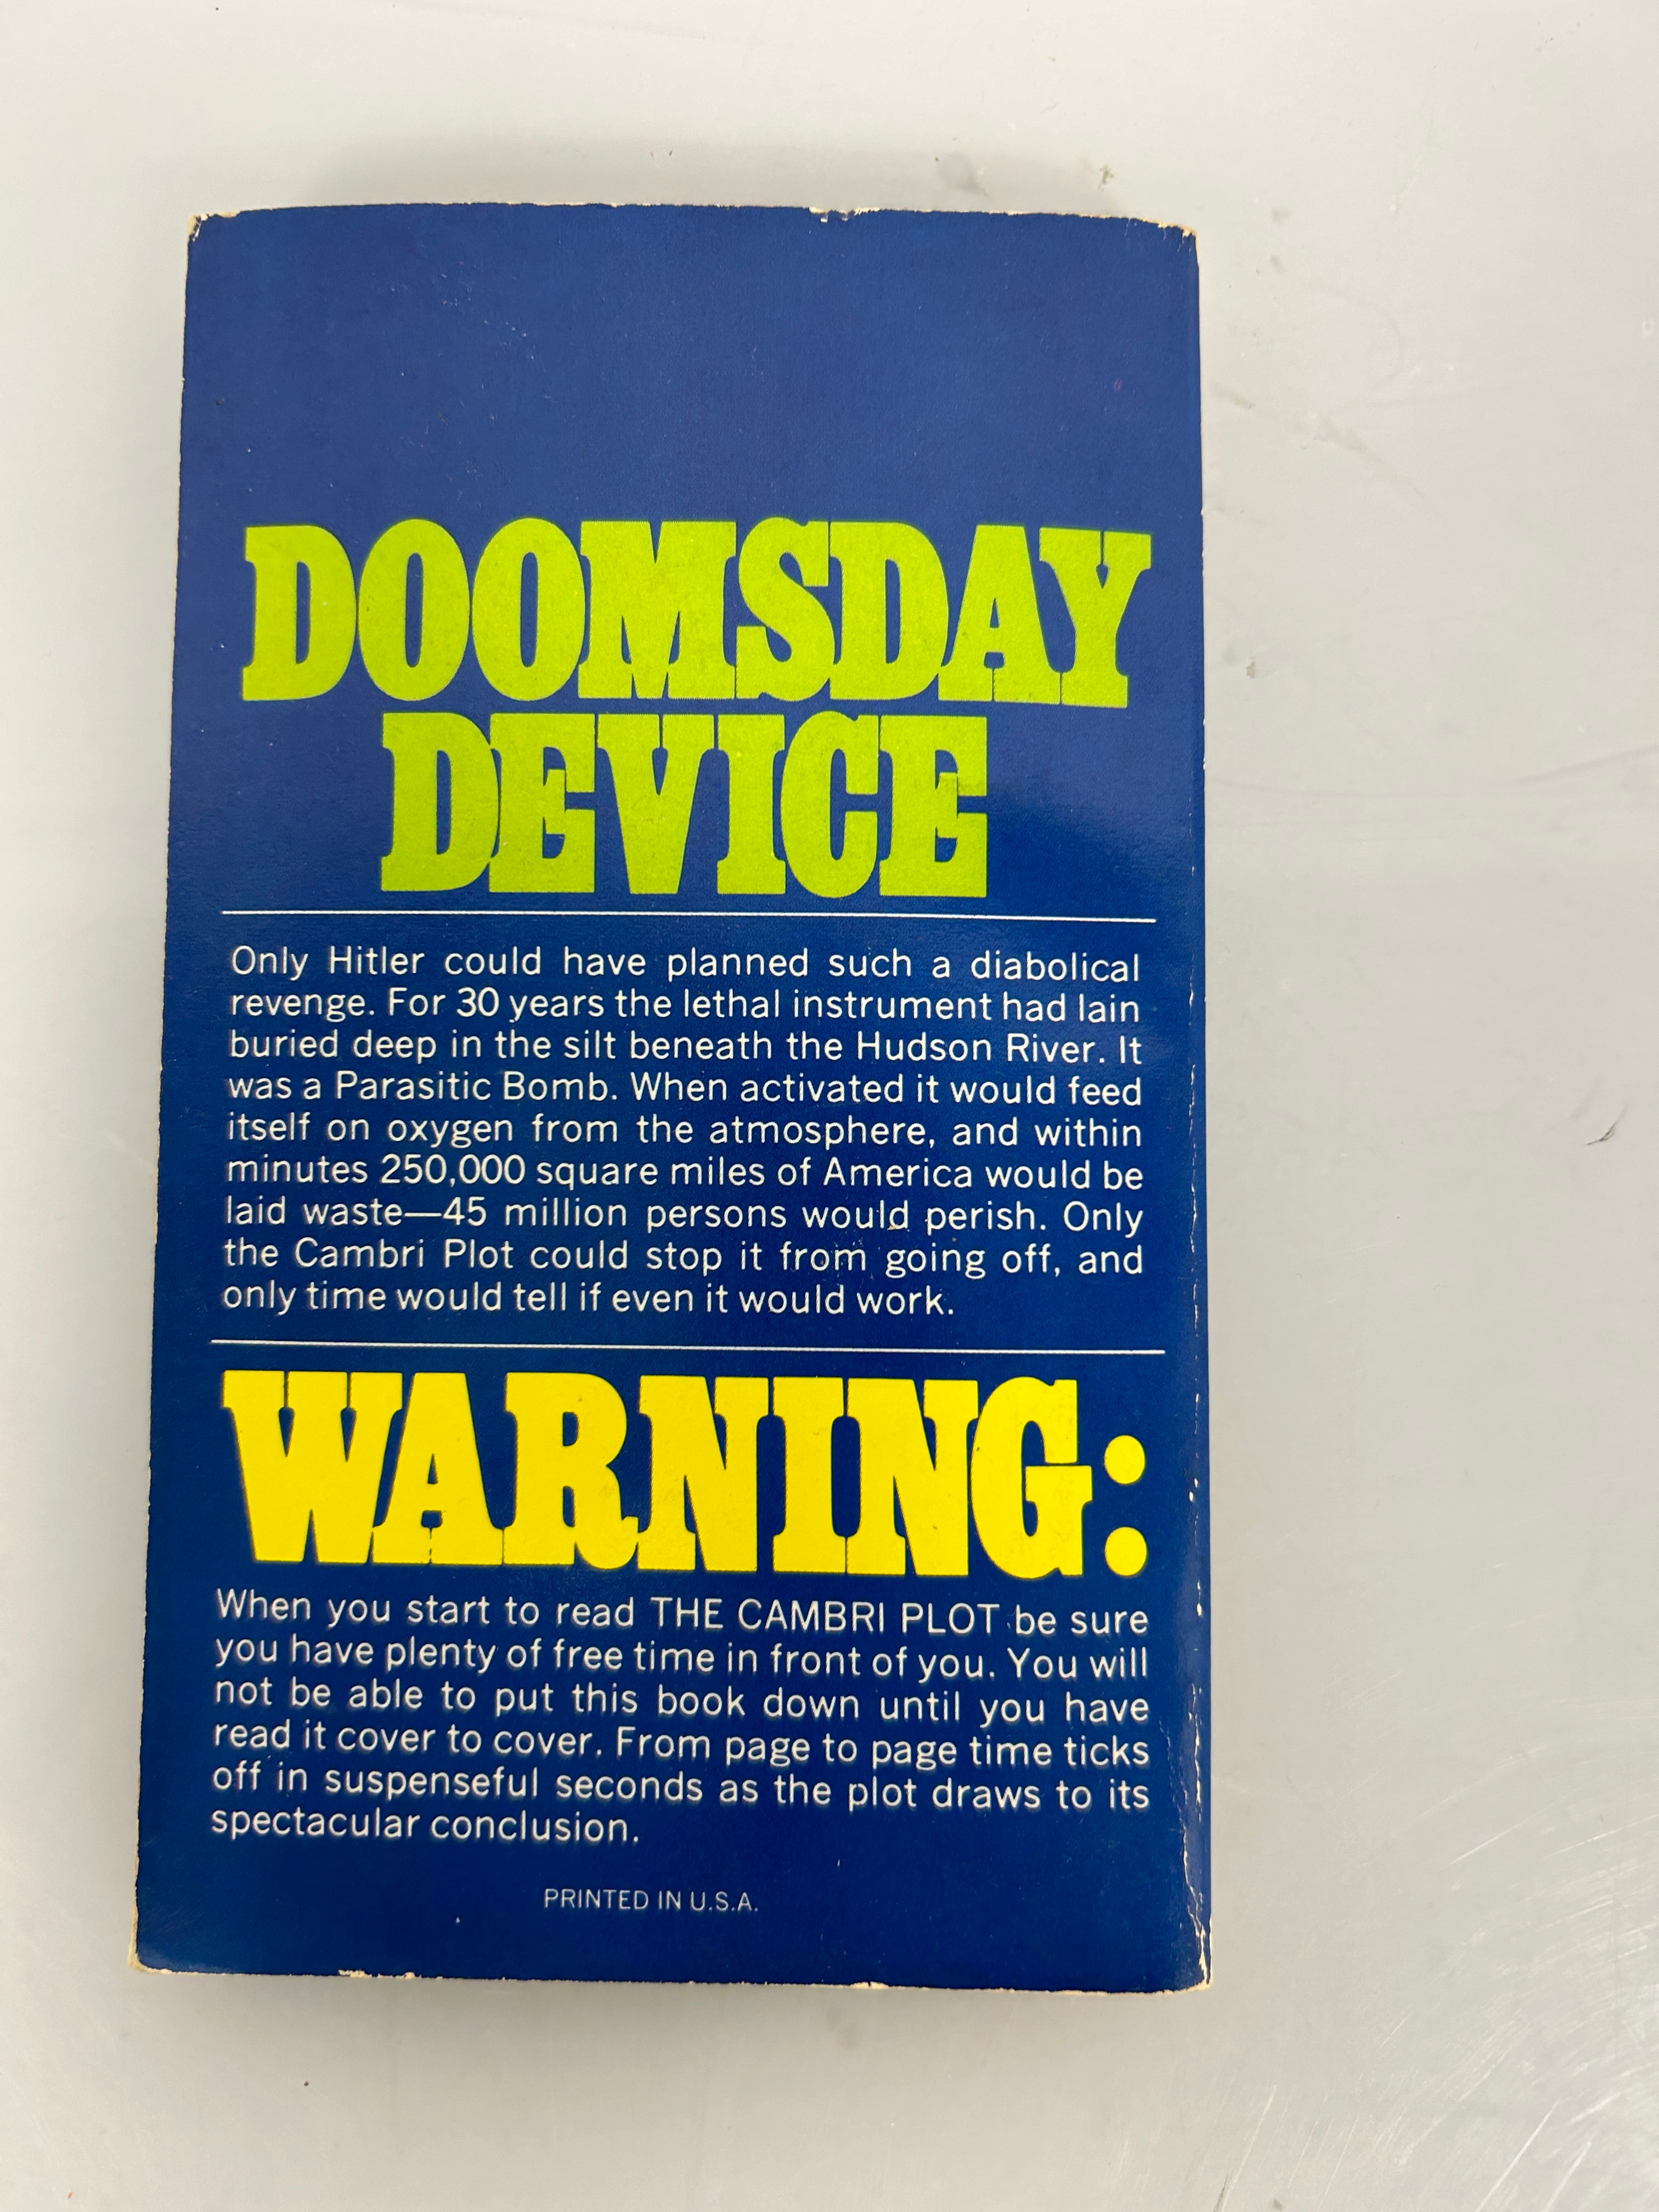 DOOMSDAY
DEVICE
Only Hitler could have planned such a diabolical
revenge. For 30 years the lethal instrument had lain
buried deep in the silt beneath the Hudson River. It
was a Parasitic Bomb. When activated it would feed
itself on oxygen from the atmosphere, and within
minutes 250,000 square miles of America would be
laid waste—45 million persons would perish. Only
the Cambri Plot could stop it from going off, and
only time would tell if even it would work.
WARNING:
When you start to read THE CAMBRI PLOT be sure
you have plenty of free time in front of you. You will
not be able to put this book down until you have
read it cover to cover. From page to page time ticks
off in suspenseful seconds as the plot draws to its
spectacular conclusion.
PRINTED IN U.S.A.